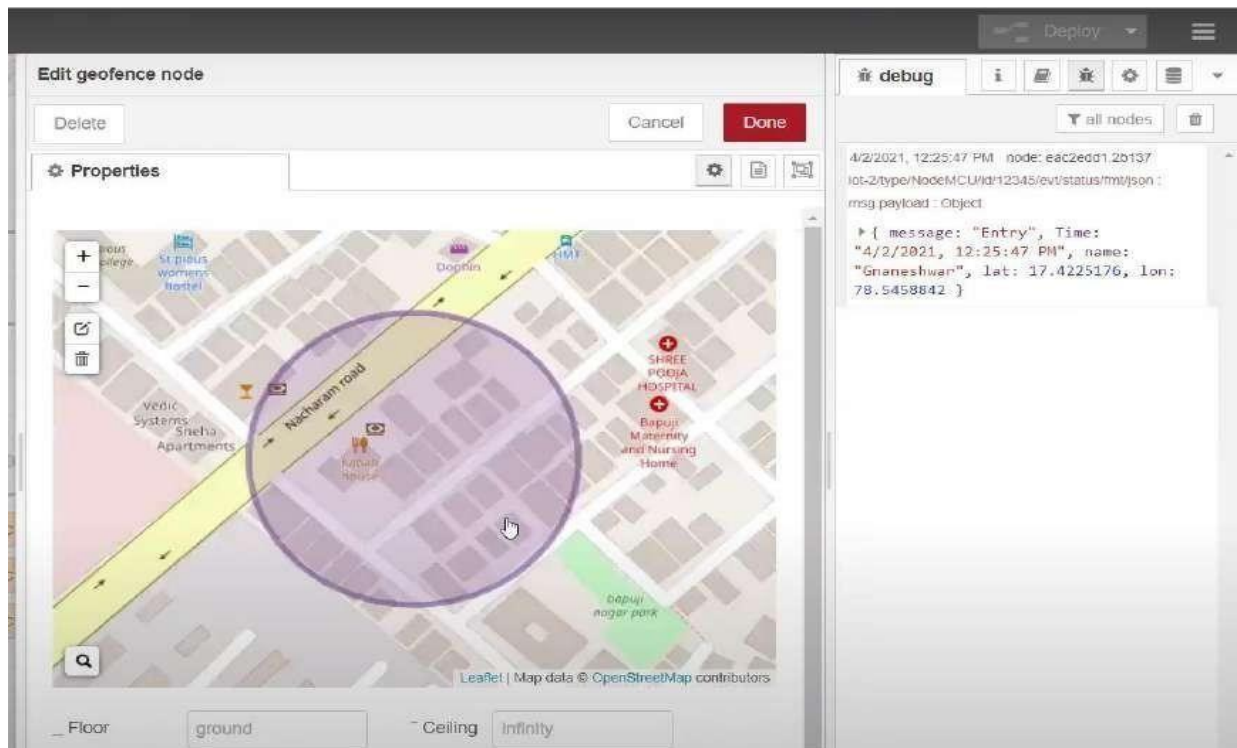 Deploy
Edit geofence node
Delete
Cancel
Done
Properties
+
−
college
St pious
womens
hostel
Dolphin
HMT
Nacharam road
Vedic
Systems
Sneha
Apartments
Kabab
house
SHREE
POOJA
HOSPITAL
Bapuji
Maternity
and Nursing
Home
bapuji
nagar park
Leaflet | Map data © OpenStreetMap contributors
Floor
ground
Ceiling
Infinity
debug
i
all nodes
4/2/2021, 12:25:47 PM node: eac2edd1.2b137
iot-2/type/NodeMCU/id/12345/evt/status/fmt/json :
msg.payload : Object
{ message: "Entry", Time:
"4/2/2021, 12:25:47 PM", name:
"Gnaneshwar", lat: 17.4225176, lon:
78.5458842 }